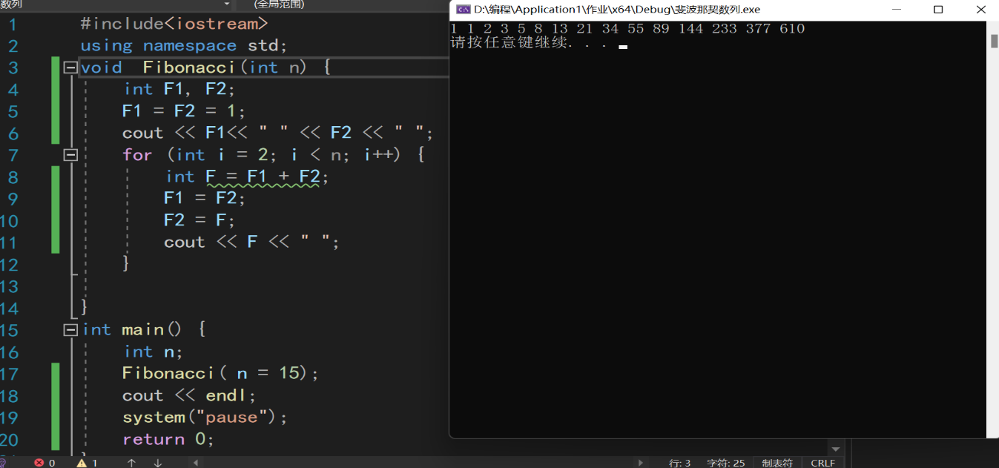 数列 (全局范围)
D:\编程\Application1\作业\x64\Debug\斐波那契数列.exe
1 1 2 3 5 8 13 21 34 55 89 144 233 377 610
请按任意键继续. . .
1 #include<iostream>
2 using namespace std;
3 void  Fibonacci(int n) {
4 int F1, F2;
5 F1 = F2 = 1;
6 cout << F1<< " " << F2 << " ";
7 for (int i = 2; i < n; i++) {
8 int F = F1 + F2;
9 F1 = F2;
10 F2 = F;
11 cout << F << " ";
12 }
13
14 }
15 int main() {
16 int n;
17 Fibonacci( n = 15);
18 cout << endl;
19 system("pause");
20 return 0;
0 1 行: 3 字符: 25 制表符 CRLF